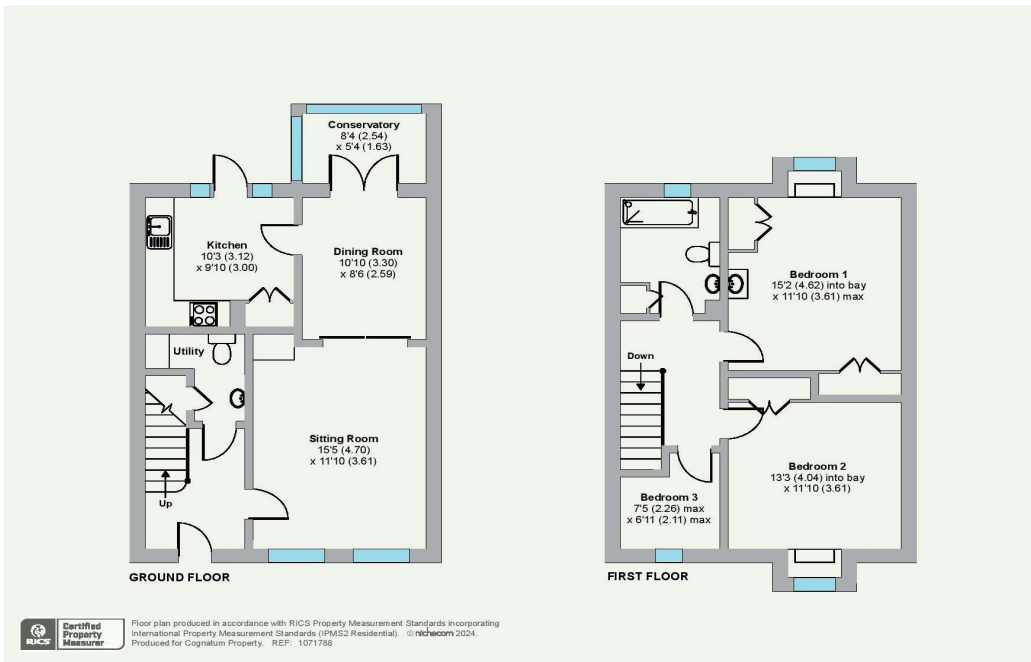 Conservatory
8'4 (2.54)
x 5'4 (1.63)
Kitchen
10'3 (3.12)
x 9'10 (3.00)
Dining Room
10'10 (3.30)
x 8'6 (2.59)
Utility
Sitting Room
15'5 (4.70)
x 11'10 (3.61)
Up
GROUND FLOOR
Bedroom 1
15'2 (4.62) into bay
x 11'10 (3.61) max
Down
Bedroom 2
13'3 (4.04) into bay
x 11'10 (3.61)
Bedroom 3
7'5 (2.26) max
x 6'11 (2.11) max
FIRST FLOOR
RICS
Certified
Property
Measurer
Floor plan produced in accordance with RICS Property Measurement Standards incorporating
International Property Measurement Standards (IPMS2 Residential). © nichecom 2024.
Produced for Cognatum Property. REF: 1071788